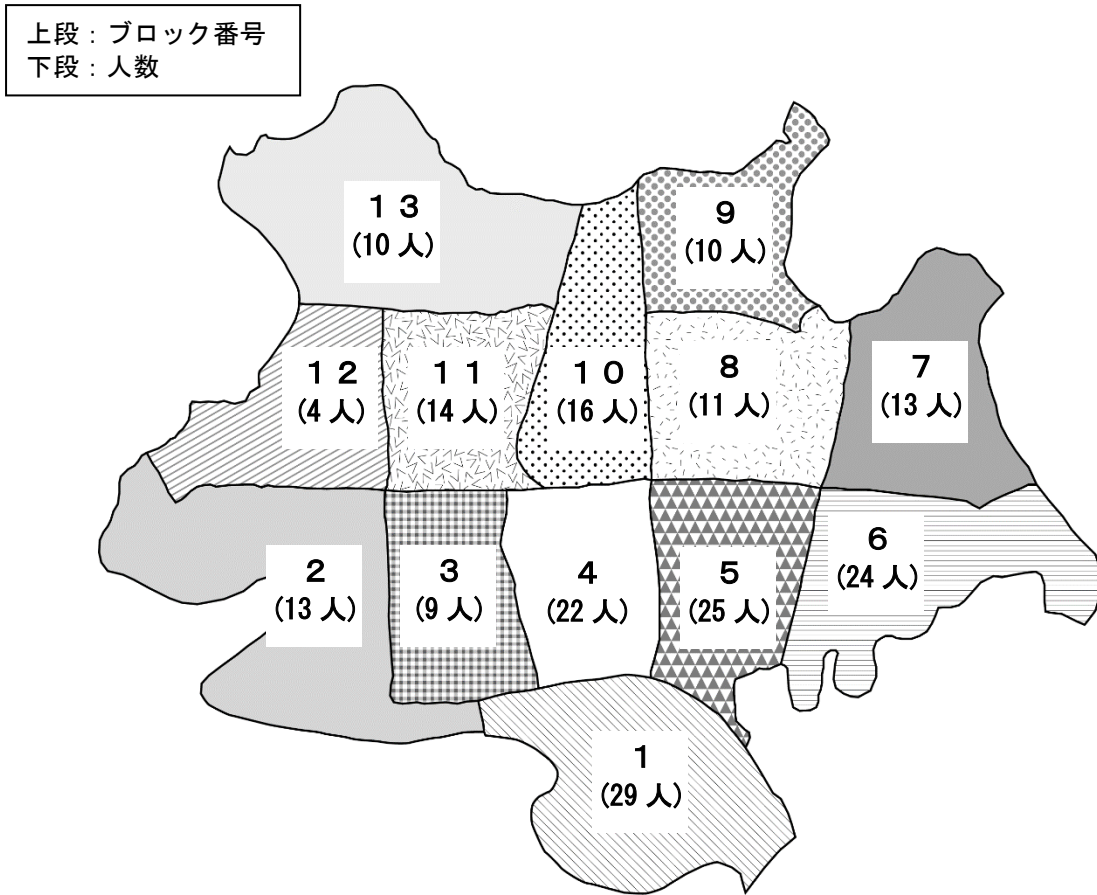 上段：ブロック番号
下段：人数
１３
(10 人)
９
(10 人)
１２
(4 人)
１１
(14 人)
１０
(16 人)
８
(11 人)
７
(13 人)
２
(13 人)
３
(9 人)
４
(22 人)
５
(25 人)
６
(24 人)
１
(29 人)